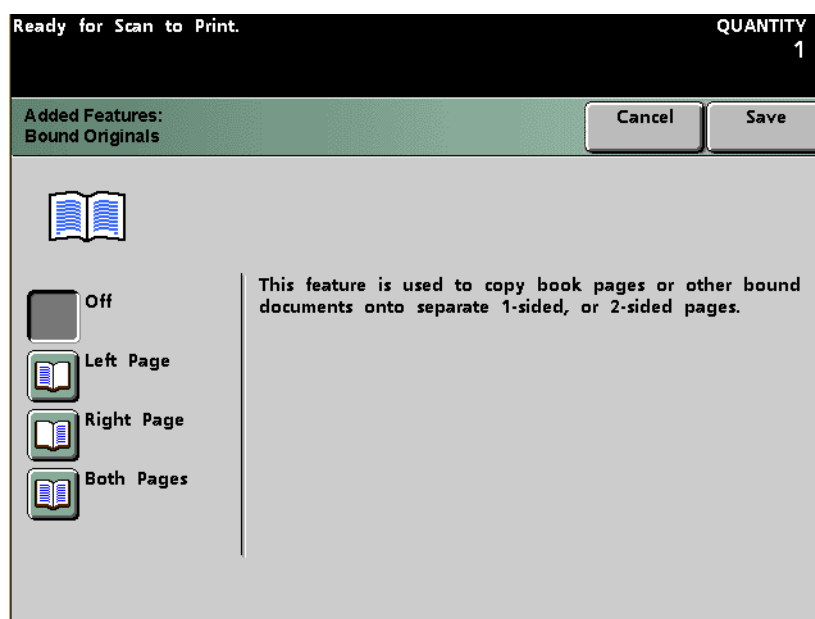 Ready for Scan to Print.
QUANTITY
1
Added Features:
Bound Originals
Cancel
Save
Off
Left Page
Right Page
Both Pages
This feature is used to copy book pages or other bound
documents onto separate 1-sided, or 2-sided pages.